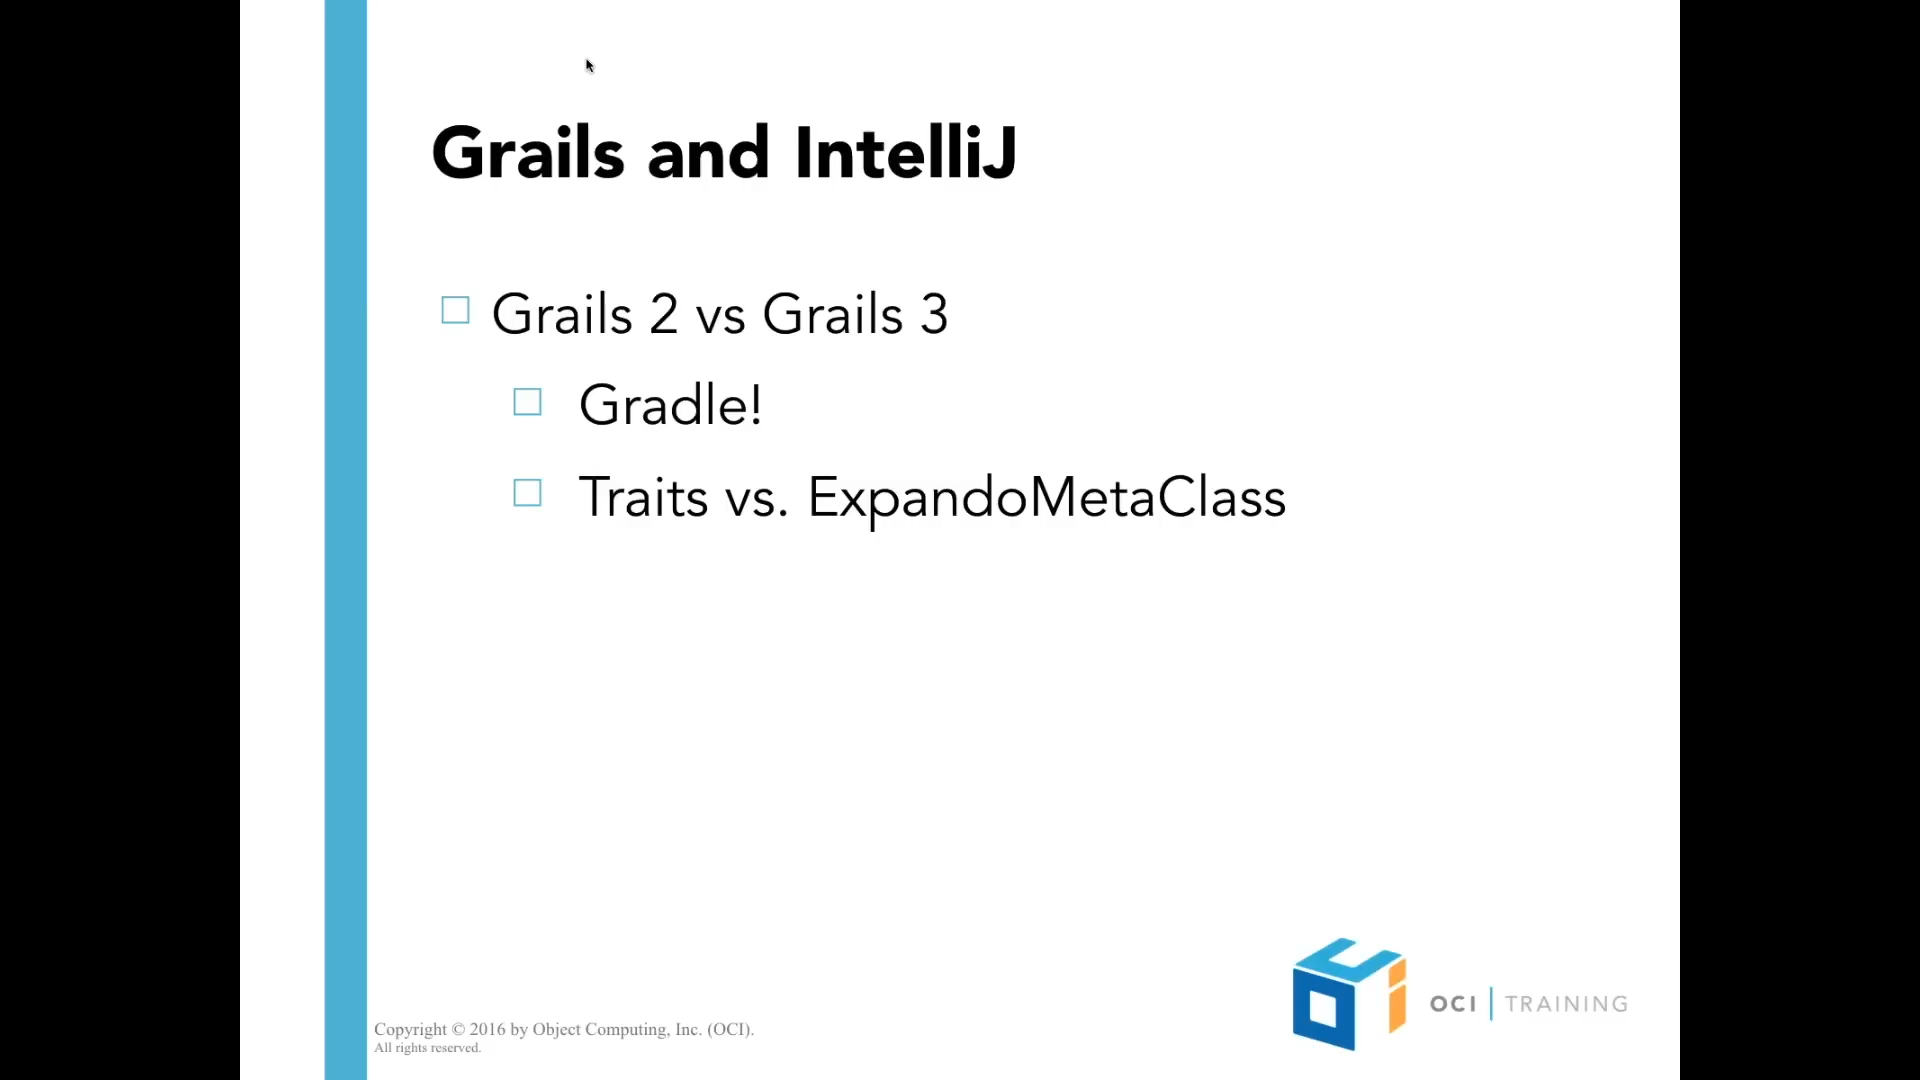 Grails and IntelliJ
Grails 2 vs Grails 3
Gradle!
Traits vs. ExpandoMetaClass
Copyright © 2016 by Object Computing, Inc. (OCI).
All rights reserved.
OCI | TRAINING